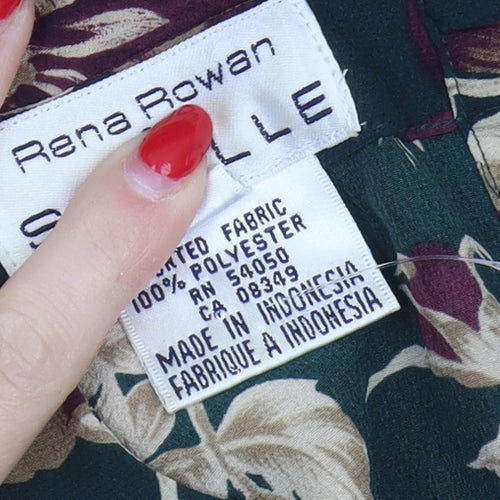 Rena Rowan
FABRIC
100% POLYESTER
RN 54050
CA 08349
MADE IN INDONESIA
FABRIQUE A INDONESIA